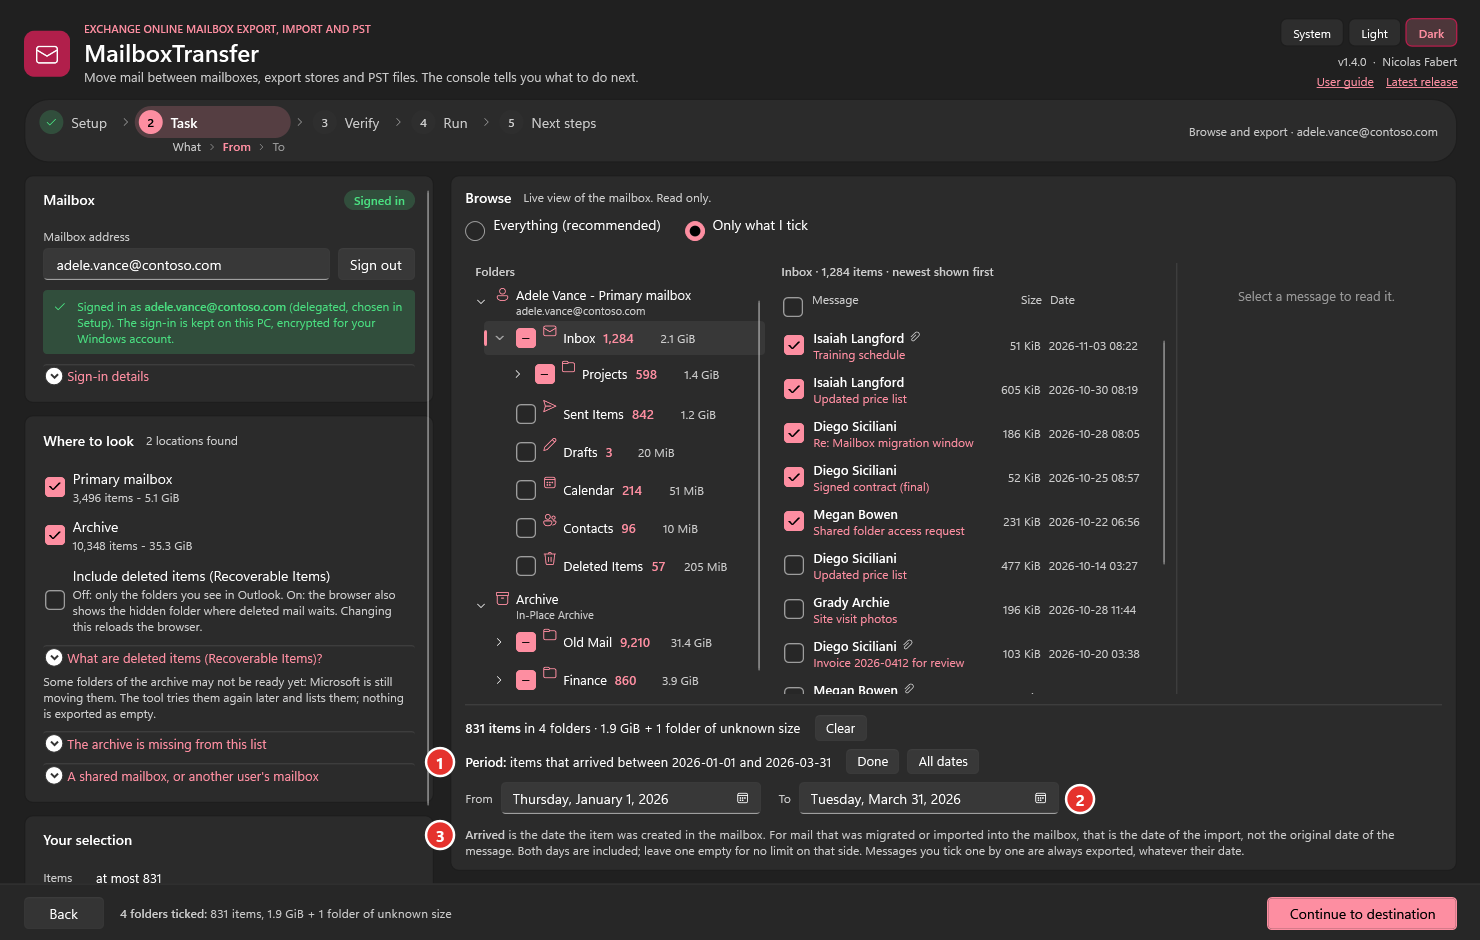 EXCHANGE ONLINE MAILBOX EXPORT, IMPORT AND PST
MailboxTransfer
Move mail between mailboxes, export stores and PST files. The console tells you what to do next.
System
Light
Dark
v1.4.0 · Nicolas Fabert
User guide
Latest release
Setup
2 Task
3 Verify
4 Run
5 Next steps
What > From > To
Browse and export · adele.vance@contoso.com
Mailbox
Signed in
Mailbox address
adele.vance@contoso.com
Sign out
Signed in as adele.vance@contoso.com (delegated, chosen in
Setup). The sign-in is kept on this PC, encrypted for your
Windows account.
Sign-in details
Where to look 2 locations found
Primary mailbox
3,496 items - 5.1 GiB
Archive
10,348 items - 35.3 GiB
Include deleted items (Recoverable Items)
Off: only the folders you see in Outlook. On: the browser also
shows the hidden folder where deleted mail waits. Changing
this reloads the browser.
What are deleted items (Recoverable Items)?
Some folders of the archive may not be ready yet: Microsoft is still
moving them. The tool tries them again later and lists them; nothing
is exported as empty.
The archive is missing from this list
A shared mailbox, or another user's mailbox
Your selection
Items at most 831
Browse Live view of the mailbox. Read only.
Everything (recommended)
Only what I tick
Folders
Adele Vance - Primary mailbox
adele.vance@contoso.com
Inbox 1,284 2.1 GiB
Projects 598 1.4 GiB
Sent Items 842 1.2 GiB
Drafts 3 20 MiB
Calendar 214 51 MiB
Contacts 96 10 MiB
Deleted Items 57 205 MiB
Archive
In-Place Archive
Old Mail 9,210 31.4 GiB
Finance 860 3.9 GiB
Inbox · 1,284 items · newest shown first
Message Size Date
Isaiah Langford
Training schedule
51 KiB 2026-11-03 08:22
Isaiah Langford
Updated price list
605 KiB 2026-10-30 08:19
Diego Siciliani
Re: Mailbox migration window
186 KiB 2026-10-28 08:05
Diego Siciliani
Signed contract (final)
52 KiB 2026-10-25 08:57
Megan Bowen
Shared folder access request
231 KiB 2026-10-22 06:56
Diego Siciliani
Updated price list
477 KiB 2026-10-14 03:27
Grady Archie
Site visit photos
196 KiB 2026-10-28 11:44
Diego Siciliani
Invoice 2026-0412 for review
103 KiB 2026-10-20 03:38
Megan Bowen
Select a message to read it.
831 items in 4 folders · 1.9 GiB + 1 folder of unknown size
Clear
1
Period: items that arrived between 2026-01-01 and 2026-03-31
Done
All dates
From Thursday, January 1, 2026
To Tuesday, March 31, 2026
2
3
Arrived is the date the item was created in the mailbox. For mail that was migrated or imported into the mailbox, that is the date of the import, not the original date of the
message. Both days are included; leave one empty for no limit on that side. Messages you tick one by one are always exported, whatever their date.
Back
4 folders ticked: 831 items, 1.9 GiB + 1 folder of unknown size
Continue to destination